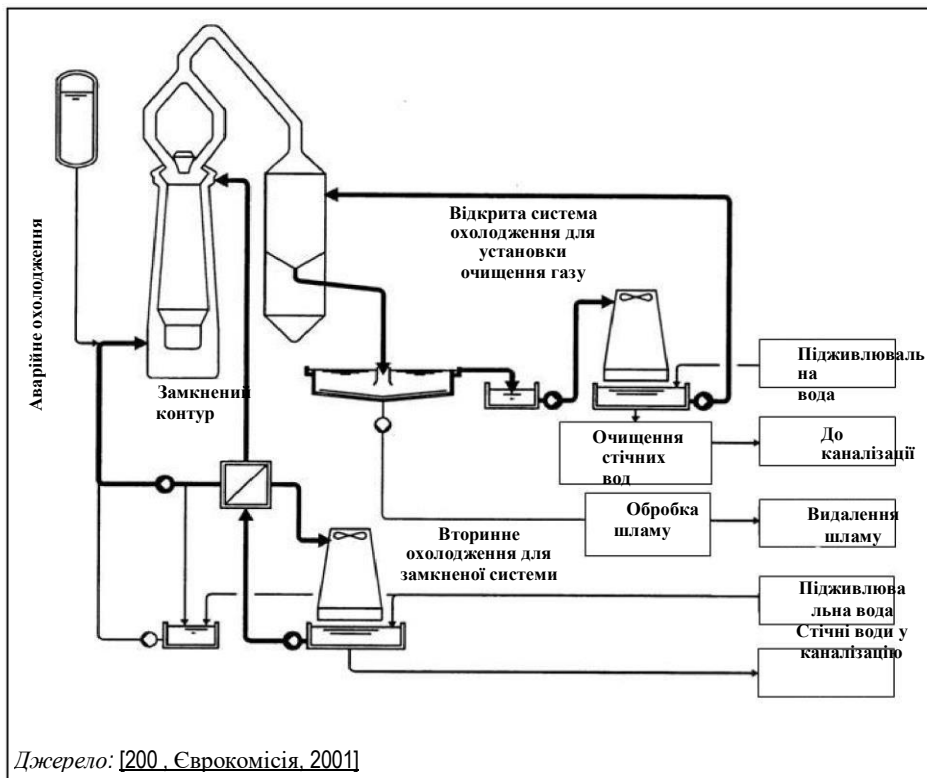 Аварійне охолодження
Відкрита система
охолодження для
установки
очищення газу
Замкнений
контур
Підживлюваль
на
вода
Очищення
стічних
вод
До
каналізації
Обробка
шламу
Видалення
шламу
Вторинне
охолодження для
замкненої системи
Підживлюва
льна вода
Стічні води у
каналізацію
Джерело: [200 , Єврокомісія, 2001]